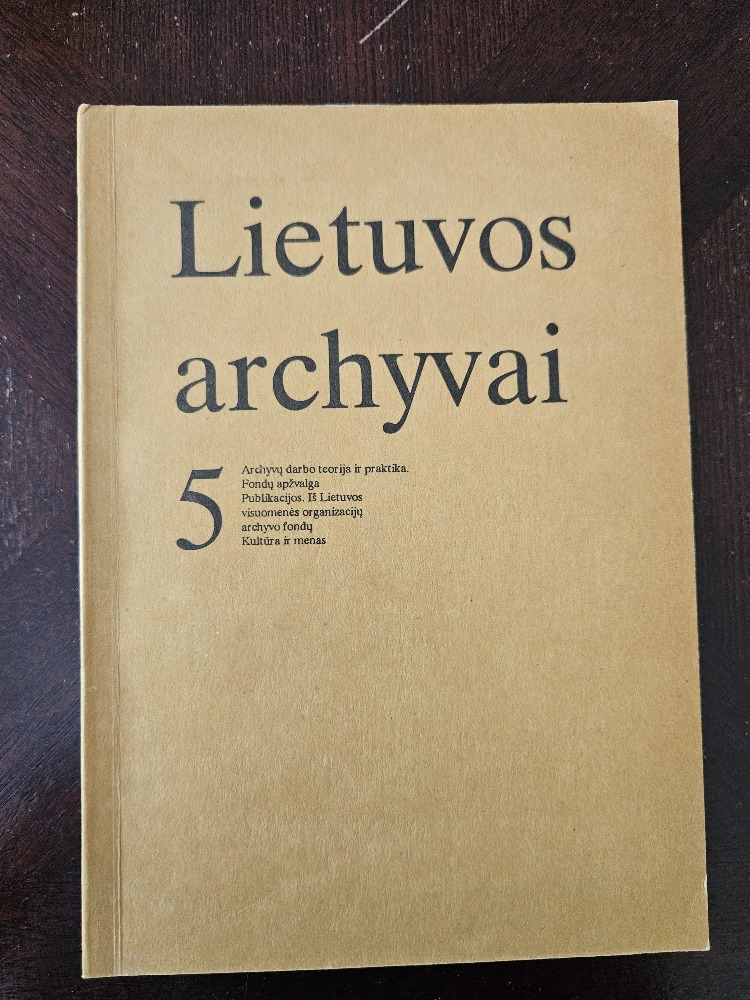 Lietuvos
archyvai
5
Archyvų darbo teorija ir praktika.
Fondų apžvalga
Publikacijos. Iš Lietuvos
visuomenės organizacijų
archyvo fondų
Kultūra ir menas